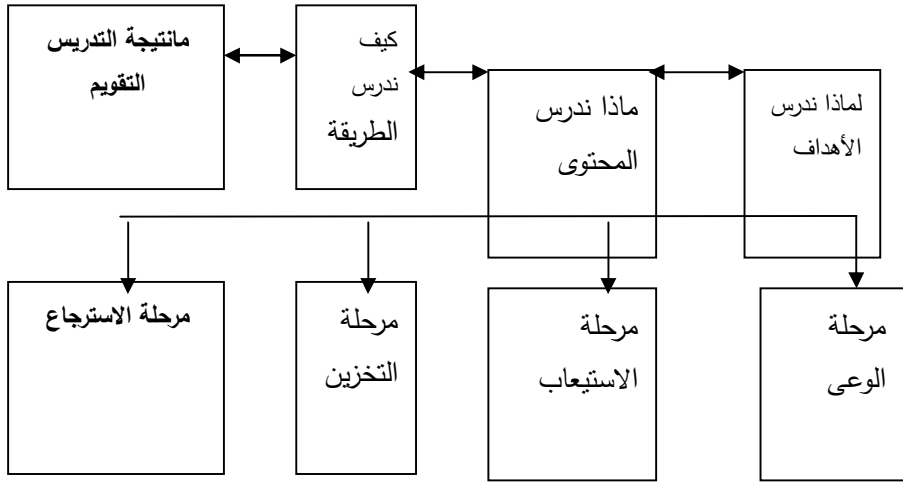 لماذا ندرس
الأهداف
ماذا ندرس
المحتوى
كيف
ندرس
الطريقة
مانتيجة التدريس
التقويم
مرحلة
الوعى
مرحلة
الاستيعاب
مرحلة
التخزين
مرحلة الاسترجاع